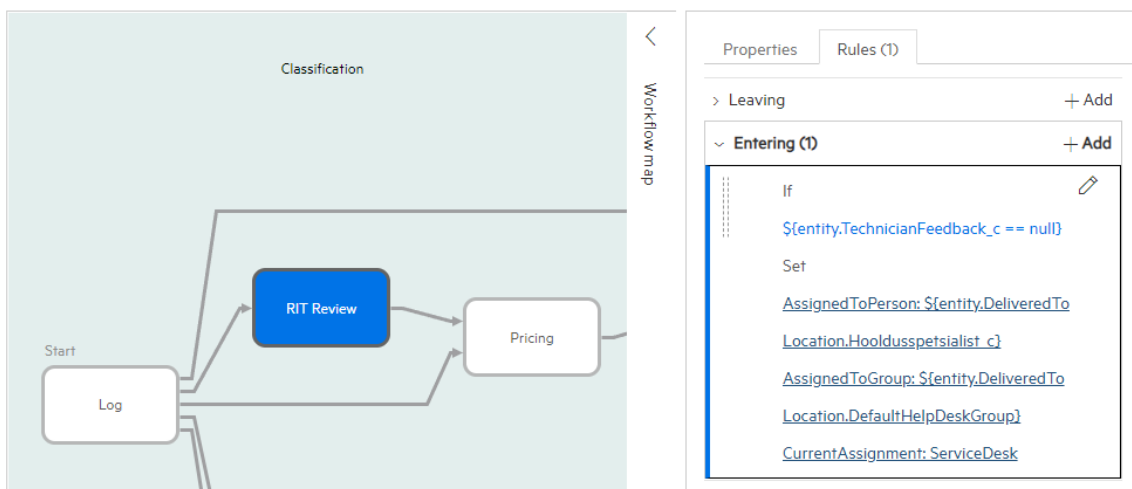 Classification
Workflow map
RIT Review
Pricing
Start
Log
Properties
Rules (1)
Leaving
+ Add
Entering (1)
+ Add
If
${entity.TechnicianFeedback_c == null}
Set
AssignedToPerson: ${entity.DeliveredTo
Location.Hooldusspetsialist_c}
AssignedToGroup: ${entity.DeliveredTo
Location.DefaultHelpDeskGroup}
CurrentAssignment: ServiceDesk